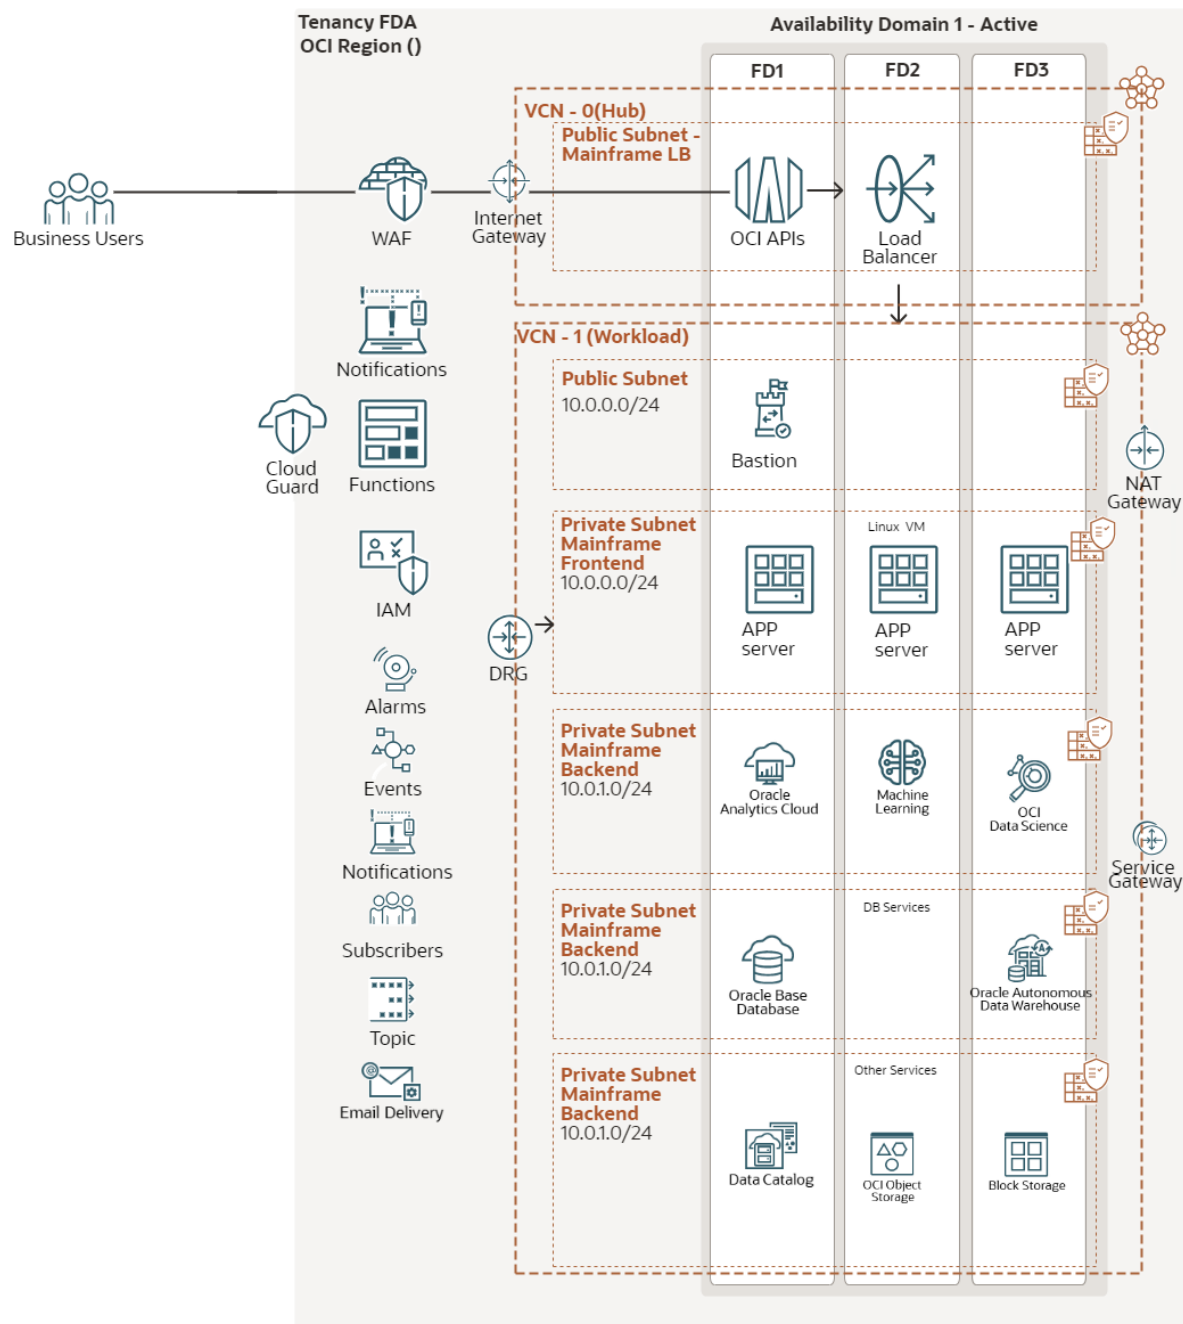 Tenancy FDA
OCI Region ()
Availability Domain 1 - Active
FD1
FD2
FD3
VCN - 0(Hub)
Public Subnet -
Mainframe LB
Business Users
WAF
Internet
Gateway
OCI APIs
Load
Balancer
Notifications
VCN - 1 (Workload)
Public Subnet
10.0.0.0/24
Bastion
Cloud
Guard
Functions
NAT
Gateway
Private Subnet
Mainframe
Frontend
10.0.0.0/24
Linux VM
APP
server
APP
server
APP
server
IAM
DRG
Alarms
Private Subnet
Mainframe
Backend
10.0.1.0/24
Oracle
Analytics Cloud
Machine
Learning
OCI
Data Science
Events
Notifications
Service
Gateway
Private Subnet
Mainframe
Backend
10.0.1.0/24
DB Services
Oracle Base
Database
Oracle Autonomous
Data Warehouse
Subscribers
Topic
Email Delivery
Private Subnet
Mainframe
Backend
10.0.1.0/24
Other Services
Data Catalog
OCI Object
Storage
Block Storage